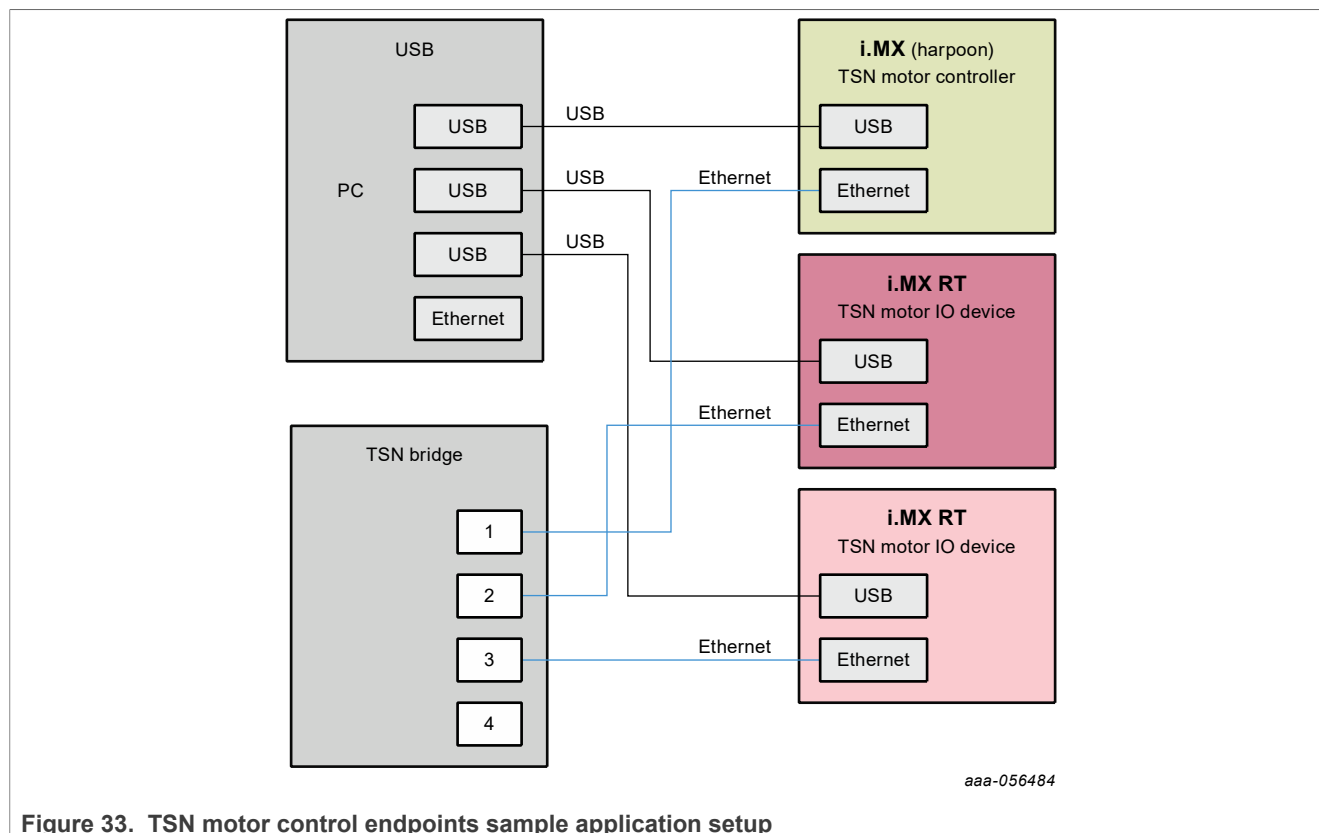 USB
PC
USB
USB
USB
Ethernet
USB
USB
USB
Ethernet
Ethernet
Ethernet
i.MX (harpoon)
TSN motor controller
USB
Ethernet
i.MX RT
TSN motor IO device
USB
Ethernet
i.MX RT
TSN motor IO device
USB
Ethernet
TSN bridge
1
2
3
4
aaa-056484
Figure 33. TSN motor control endpoints sample application setup